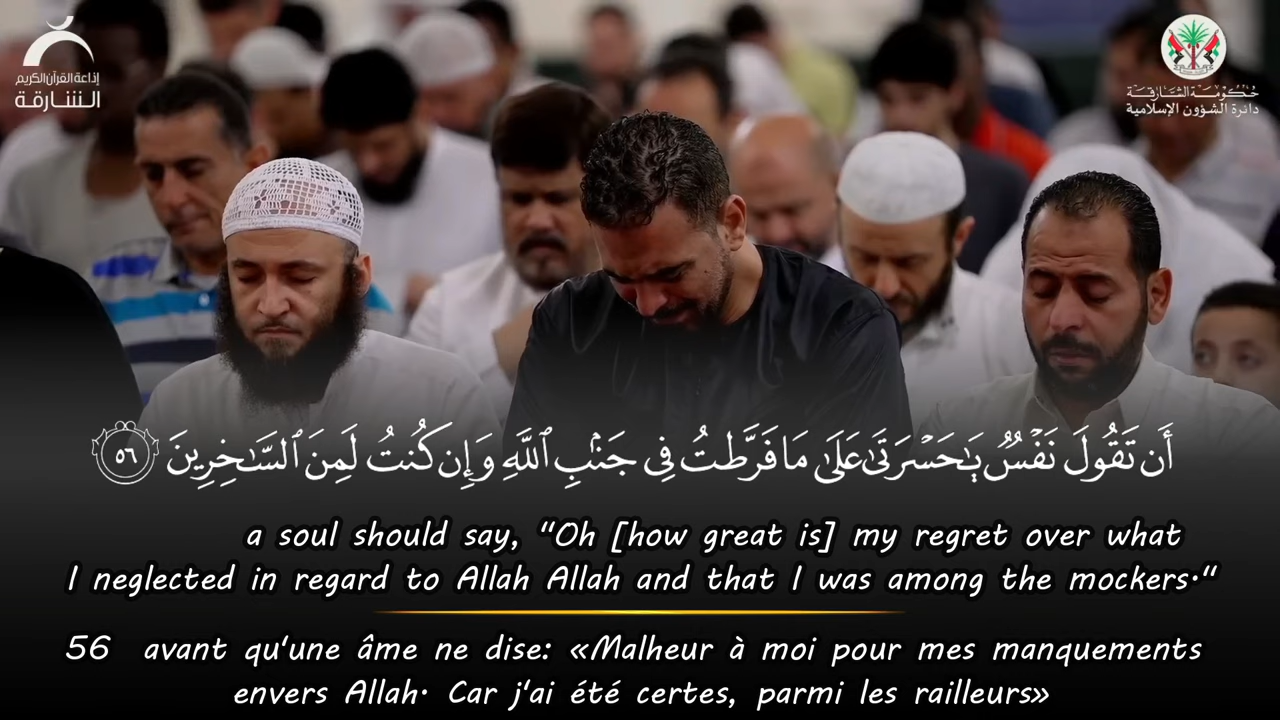 إذاعة القرآن الكريم
الشارقة
حكومة الشارقة
دائرة الشؤون الإسلامية
أَن تَقُولَ نَفْسٌ يَٰحَسْرَتَىٰ عَلَىٰ مَا فَرَّطتُ فِى جَنۢبِ ٱللَّهِ وَإِن كُنتُ لَمِنَ ٱلسَّٰخِرِينَ ٥٦
a soul should say, "Oh [how great is] my regret over what
I neglected in regard to Allah Allah and that I was among the mockers."
56 avant qu'une âme ne dise: «Malheur à moi pour mes manquements
envers Allah. Car j'ai été certes, parmi les railleurs»